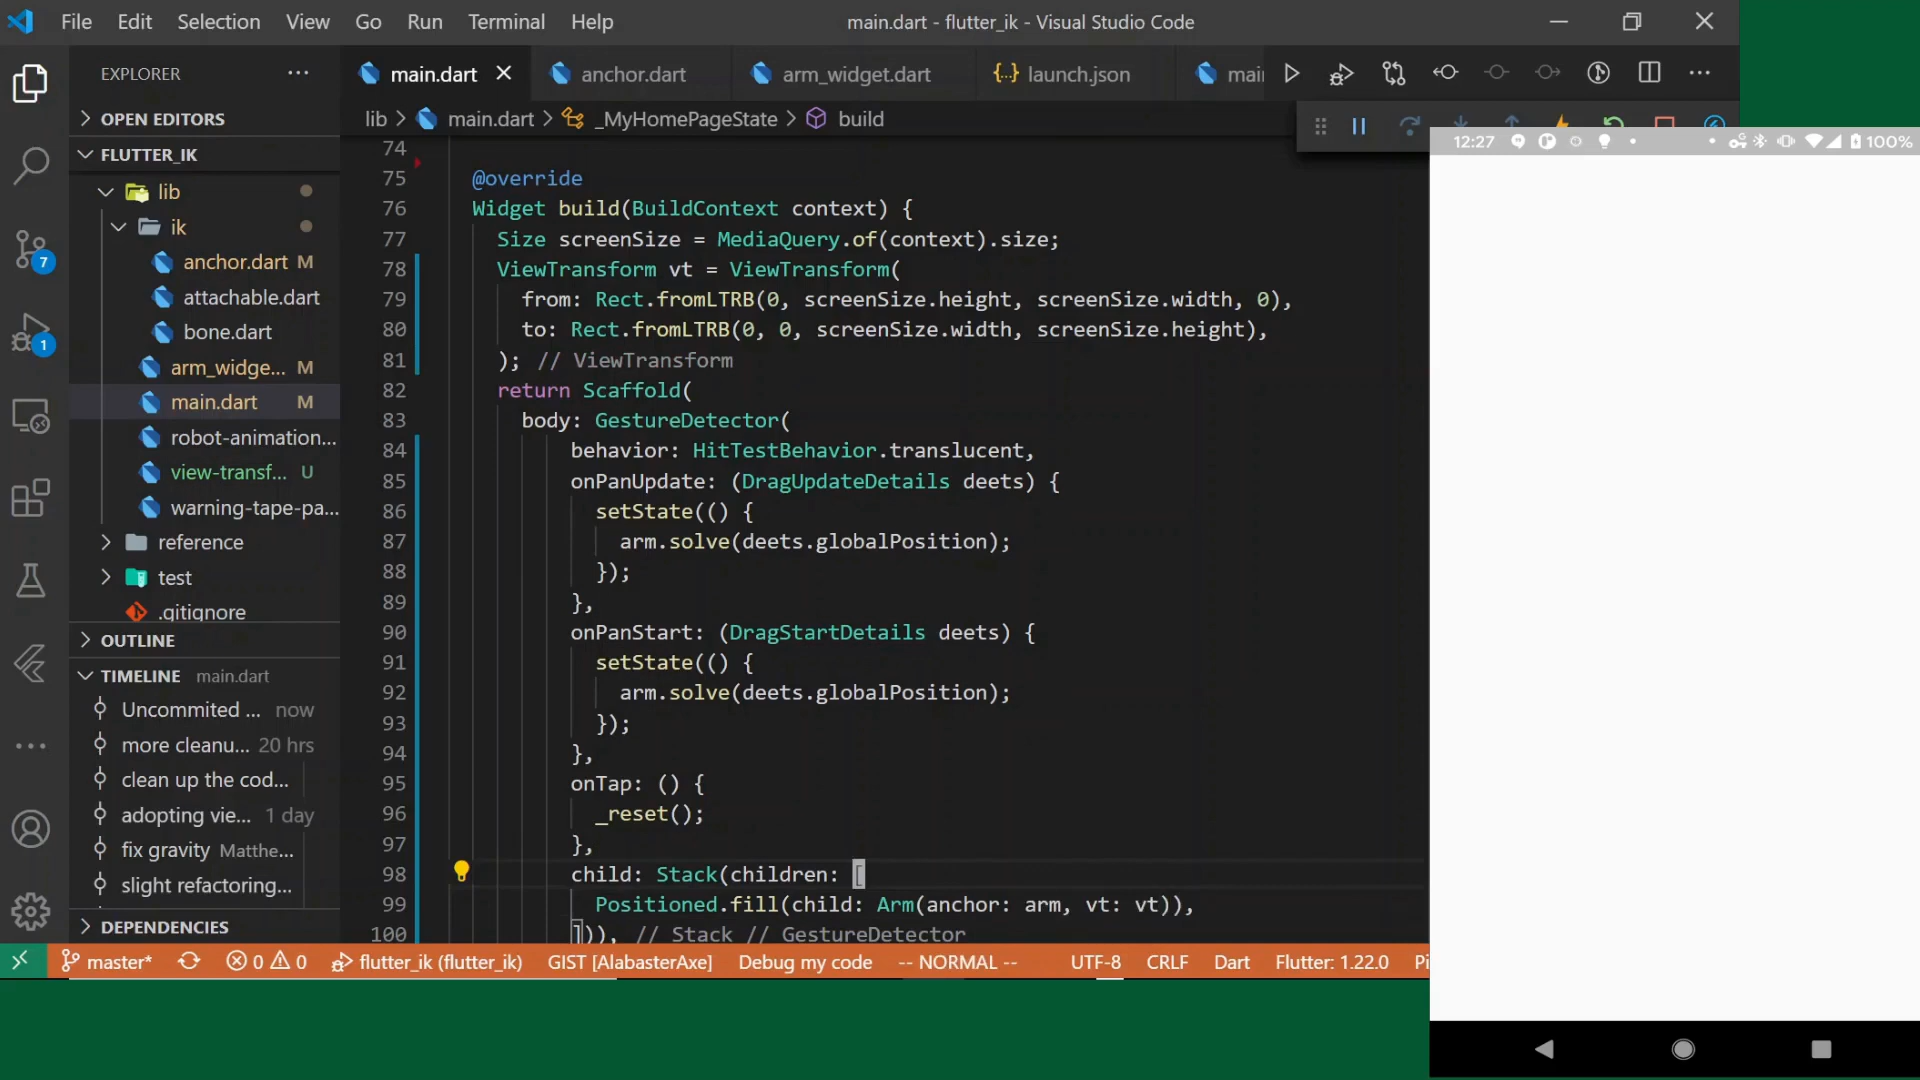 File Edit Selection View Go Run Terminal Help
main.dart - flutter_ik - Visual Studio Code
EXPLORER
OPEN EDITORS
FLUTTER_IK
lib
ik
anchor.dart M
attachable.dart
bone.dart
arm_widge... M
main.dart M
robot-animation...
view-transf... U
warning-tape-pa...
reference
test
.gitignore
OUTLINE
TIMELINE main.dart
Uncommited ... now
more cleanu... 20 hrs
clean up the cod...
adopting vie... 1 day
fix gravity Matthe...
slight refactoring...
DEPENDENCIES
7
1
main.dart
anchor.dart
arm_widget.dart
launch.json
mai
lib > main.dart > _MyHomePageState > build
74
75 @override
76 Widget build(BuildContext context) {
77 Size screenSize = MediaQuery.of(context).size;
78 ViewTransform vt = ViewTransform(
79 from: Rect.fromLTRB(0, screenSize.height, screenSize.width, 0),
80 to: Rect.fromLTRB(0, 0, screenSize.width, screenSize.height),
81 ); // ViewTransform
82 return Scaffold(
83 body: GestureDetector(
84 behavior: HitTestBehavior.translucent,
85 onPanUpdate: (DragUpdateDetails deets) {
86 setState(() {
87 arm.solve(deets.globalPosition);
88 });
89 },
90 onPanStart: (DragStartDetails deets) {
91 setState(() {
92 arm.solve(deets.globalPosition);
93 });
94 },
95 onTap: () {
96 _reset();
97 },
98 child: Stack(children: [
99 Positioned.fill(child: Arm(anchor: arm, vt: vt)),
100 ])), // Stack // GestureDetector
master* 0 0 flutter_ik (flutter_ik) GIST [AlabasterAxe] Debug my code -- NORMAL -- UTF-8 CRLF Dart Flutter: 1.22.0 Pi
12:27
100%